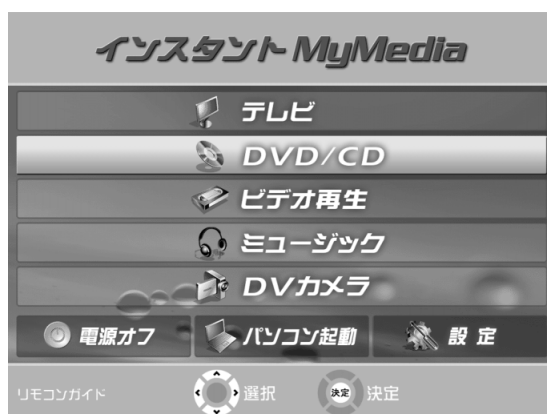 インスタント MyMedia
テレビ
DVD/CD
ビデオ再生
ミュージック
DVカメラ
電源オフ パソコン起動 設定
リモコンガイド 選択 決定 決定